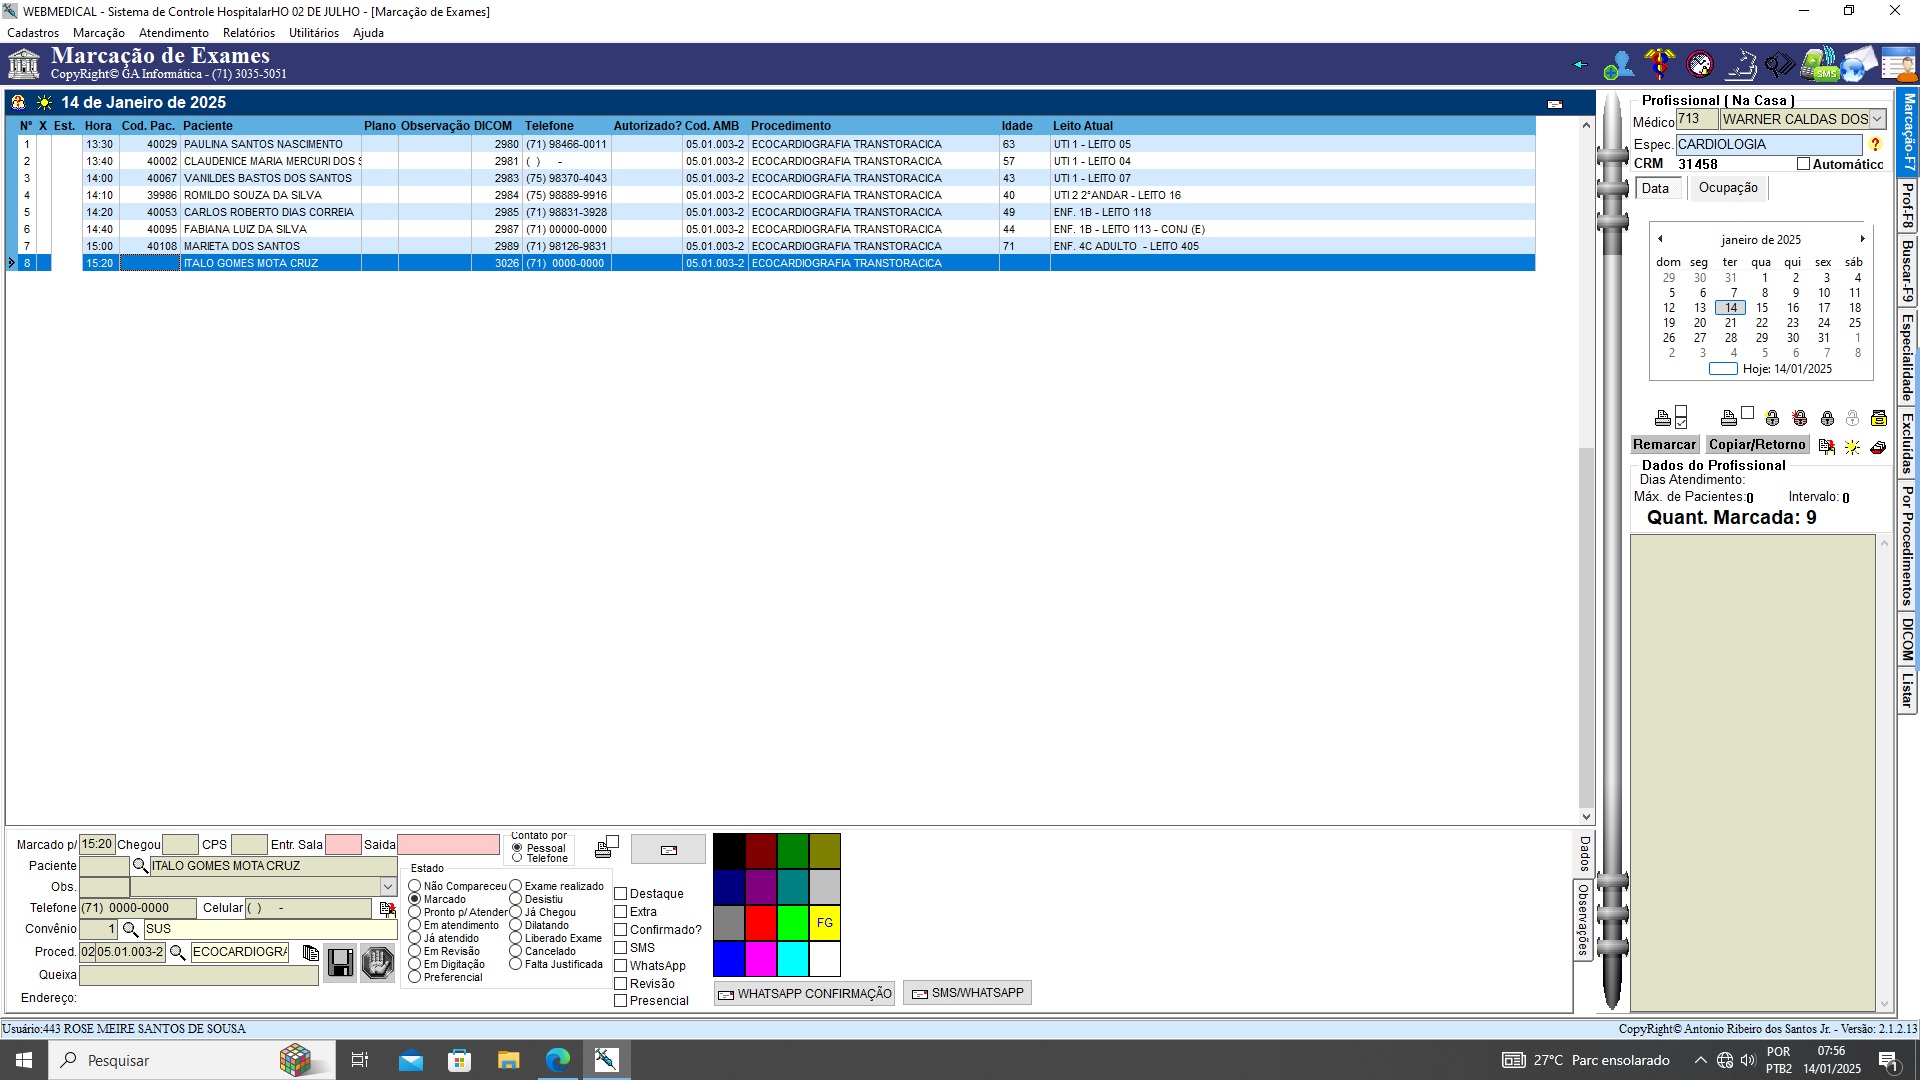 WEBMEDICAL - Sistema de Controle HospitalarHO 02 DE JULHO - [Marcação de Exames]
Cadastros Marcação Atendimento Relatórios Utilitários Ajuda
Marcação de Exames
CopyRight© GA Informática - (71) 3035-5051
SMS
14 de Janeiro de 2025
Nº X Est. Hora Cod. Pac. Paciente Plano Observação DICOM Telefone Autorizado? Cod. AMB Procedimento Idade Leito Atual
1 13:30 40029 PAULINA SANTOS NASCIMENTO 2980 (71) 98466-0011 05.01.003-2 ECOCARDIOGRAFIA TRANSTORACICA 63 UTI 1 - LEITO 05
2 13:40 40002 CLAUDENICE MARIA MERCURI DOS S 2981 ( ) - 05.01.003-2 ECOCARDIOGRAFIA TRANSTORACICA 57 UTI 1 - LEITO 04
3 14:00 40067 VANILDES BASTOS DOS SANTOS 2983 (75) 98370-4043 05.01.003-2 ECOCARDIOGRAFIA TRANSTORACICA 43 UTI 1 - LEITO 07
4 14:10 39986 ROMILDO SOUZA DA SILVA 2984 (75) 98889-9916 05.01.003-2 ECOCARDIOGRAFIA TRANSTORACICA 40 UTI 2 2°ANDAR - LEITO 16
5 14:20 40053 CARLOS ROBERTO DIAS CORREIA 2985 (71) 98831-3928 05.01.003-2 ECOCARDIOGRAFIA TRANSTORACICA 49 ENF. 1B - LEITO 118
6 14:40 40095 FABIANA LUIZ DA SILVA 2987 (71) 00000-0000 05.01.003-2 ECOCARDIOGRAFIA TRANSTORACICA 44 ENF. 1B - LEITO 113 - CONJ (E)
7 15:00 40108 MARIETA DOS SANTOS 2989 (71) 98126-9831 05.01.003-2 ECOCARDIOGRAFIA TRANSTORACICA 71 ENF. 4C ADULTO - LEITO 405
8 15:20 ITALO GOMES MOTA CRUZ 3026 (71) 0000-0000 05.01.003-2 ECOCARDIOGRAFIA TRANSTORACICA
Profissional [ Na Casa ]
Médico 713 WARNER CALDAS DOS
Espec. CARDIOLOGIA ?
CRM 31458 Automático
Data Ocupação
janeiro de 2025
dom seg ter qua qui sex sáb
29 30 31 1 2 3 4
5 6 7 8 9 10 11
12 13 14 15 16 17 18
19 20 21 22 23 24 25
26 27 28 29 30 31 1
2 3 4 5 6 7 8
Hoje: 14/01/2025
Remarcar Copiar/Retorno
Dados do Profissional
Dias Atendimento:
Máx. de Pacientes:0 Intervalo: 0
Quant. Marcada: 9
Marcação-F7
Prof-F8
Buscar-F9
Especialidade
Excluídas
Por Procedimentos
DICOM
Listar
Marcado p/ 15:20 Chegou CPS Entr. Sala Saida
Paciente ITALO GOMES MOTA CRUZ
Obs.
Telefone (71) 0000-0000 Celular ( ) -
Convênio 1 SUS
Proced. 02 05.01.003-2 ECOCARDIOGRA
Queixa
Endereço:
Contato por
Pessoal
Telefone
Estado
Não Compareceu Exame realizado
Marcado Desistiu
Pronto p/ Atender Já Chegou
Em atendimento Dilatando
Já atendido Liberado Exame
Em Revisão Cancelado
Em Digitação Falta Justificada
Preferencial
Destaque
Extra
Confirmado?
SMS
WhatsApp
Revisão
Presencial
FG
WHATSAPP CONFIRMAÇÃO SMS/WHATSAPP
Dados
Observações
Usuário:443 ROSE MEIRE SANTOS DE SOUSA
CopyRight© Antonio Ribeiro dos Santos Jr. - Versão: 2.1.2.13
Pesquisar
27°C Parc ensolarado
POR
PTB2
07:56
14/01/2025
1